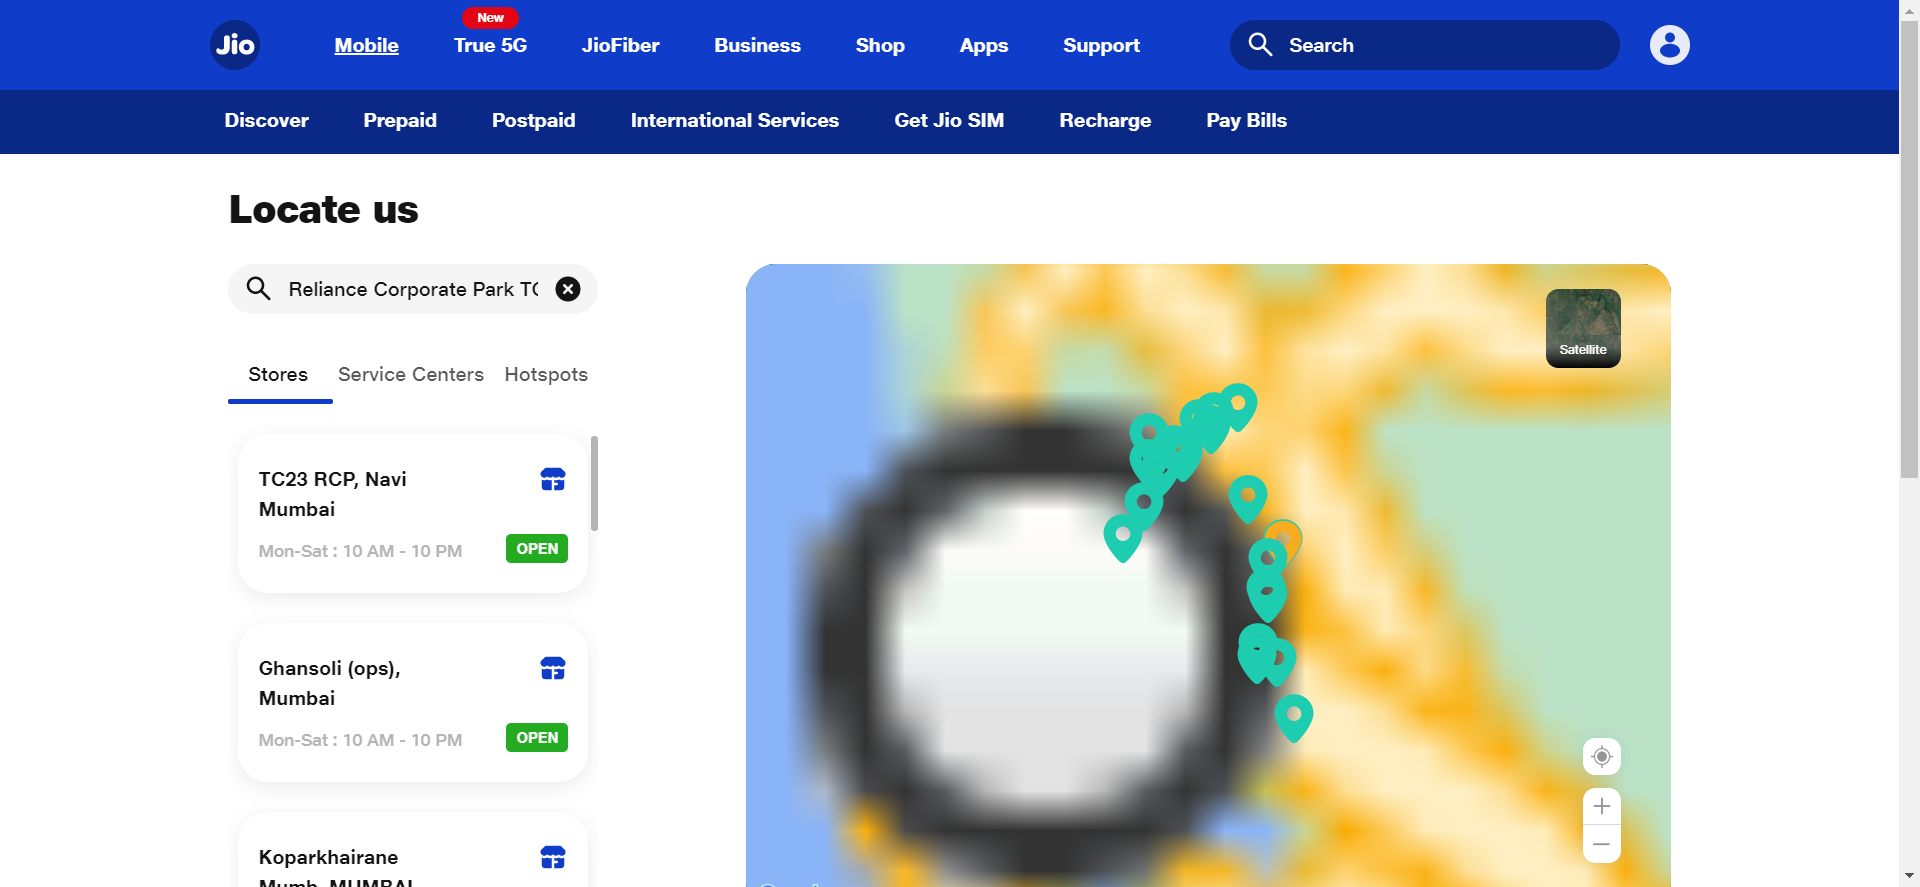 New
Jio
Mobile
True 5G
JioFiber
Business
Shop
Apps
Support
Search
Discover
Prepaid
Postpaid
International Services
Get Jio SIM
Recharge
Pay Bills
Locate us
Reliance Corporate Park TC
Stores
Service Centers
Hotspots
TC23 RCP, Navi
Mumbai
Mon-Sat : 10 AM - 10 PM
OPEN
Ghansoli (ops),
Mumbai
Mon-Sat : 10 AM - 10 PM
OPEN
Koparkhairane
Mumb, MUMBAI
Satellite